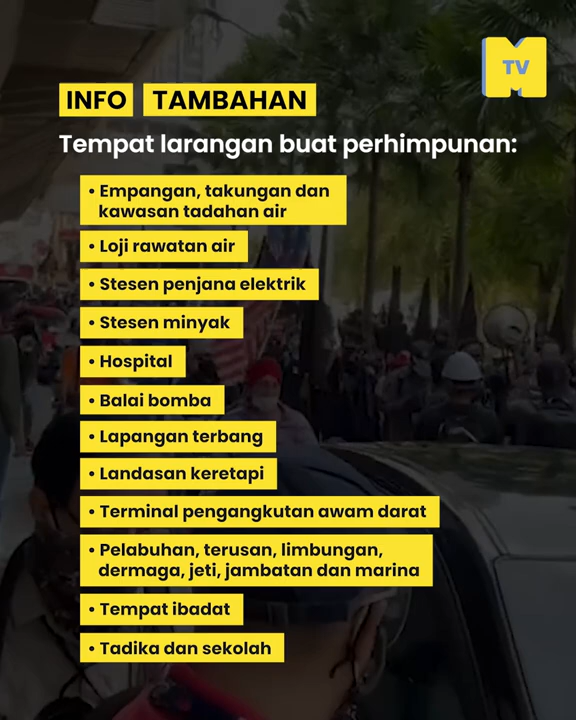 M TV
INFO TAMBAHAN
Tempat larangan buat perhimpunan:
• Empangan, takungan dan
kawasan tadahan air
• Loji rawatan air
• Stesen penjana elektrik
• Stesen minyak
• Hospital
• Balai bomba
• Lapangan terbang
• Landasan keretapi
• Terminal pengangkutan awam darat
• Pelabuhan, terusan, limbungan,
dermaga, jeti, jambatan dan marina
• Tempat ibadat
• Tadika dan sekolah